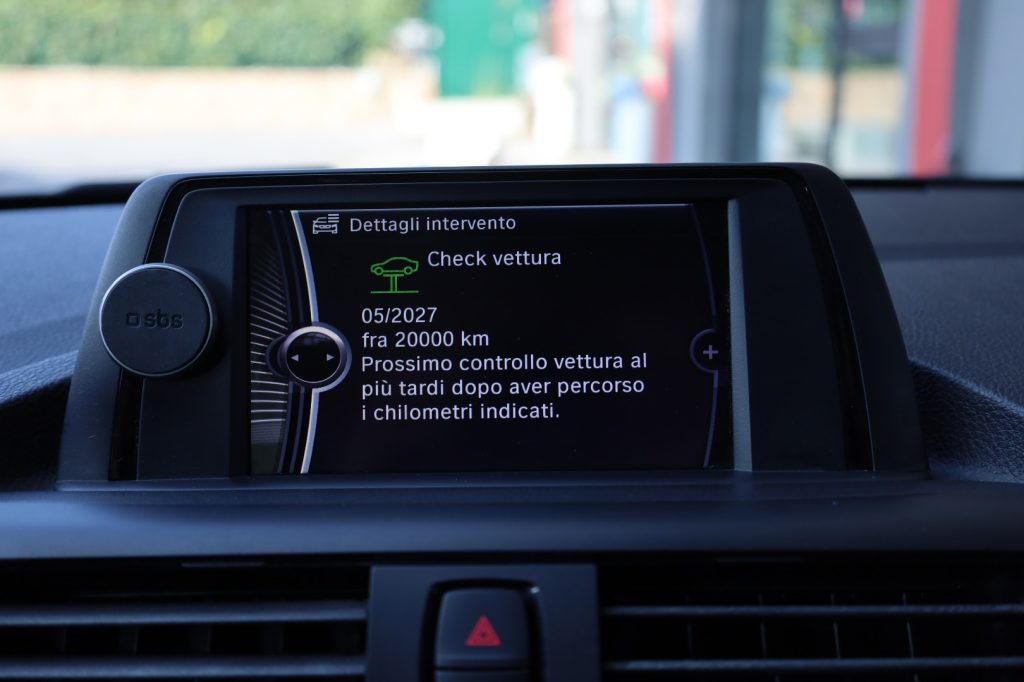 Dettagli intervento
Check vettura
05/2027
fra 20000 km
Prossimo controllo vettura al
più tardi dopo aver percorso
i chilometri indicati.
sbs